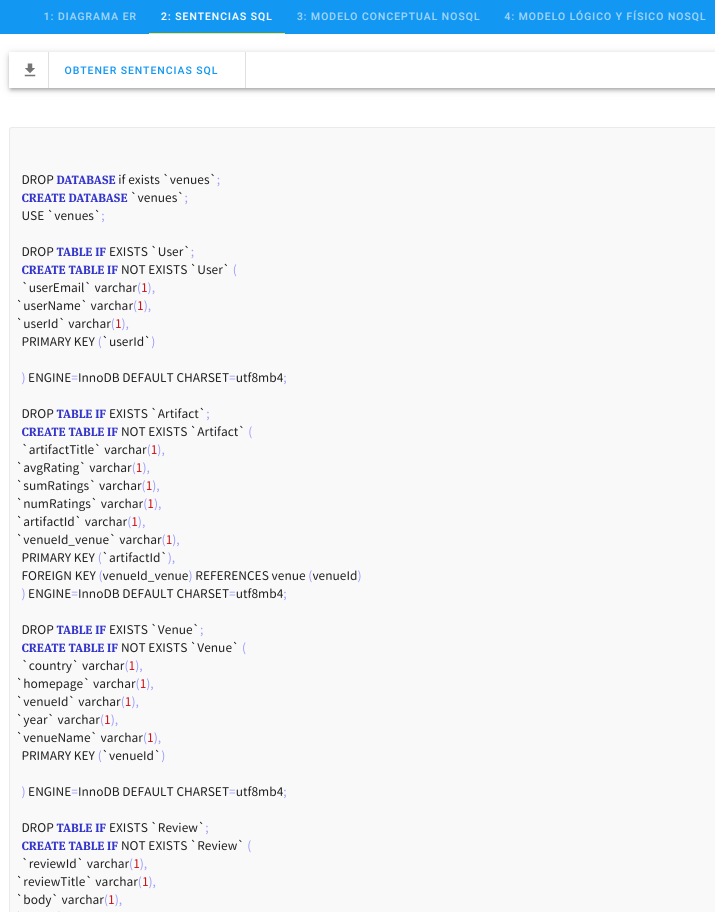 1: DIAGRAMA ER 2: SENTENCIAS SQL 3: MODELO CONCEPTUAL NOSQL 4: MODELO LÓGICO Y FÍSICO NOSQL
OBTENER SENTENCIAS SQL
DROP DATABASE if exists `venues`;
CREATE DATABASE `venues`;
USE `venues`;
DROP TABLE IF EXISTS `User`;
CREATE TABLE IF NOT EXISTS `User` (
`userEmail` varchar(1),
`userName` varchar(1),
`userId` varchar(1),
PRIMARY KEY (`userId`)
) ENGINE=InnoDB DEFAULT CHARSET=utf8mb4;
DROP TABLE IF EXISTS `Artifact`;
CREATE TABLE IF NOT EXISTS `Artifact` (
`artifactTitle` varchar(1),
`avgRating` varchar(1),
`sumRatings` varchar(1),
`numRatings` varchar(1),
`artifactId` varchar(1),
`venueId_venue` varchar(1),
PRIMARY KEY (`artifactId`),
FOREIGN KEY (venueId_venue) REFERENCES venue (venueId)
) ENGINE=InnoDB DEFAULT CHARSET=utf8mb4;
DROP TABLE IF EXISTS `Venue`;
CREATE TABLE IF NOT EXISTS `Venue` (
`country` varchar(1),
`homepage` varchar(1),
`venueId` varchar(1),
`year` varchar(1),
`venueName` varchar(1),
PRIMARY KEY (`venueId`)
) ENGINE=InnoDB DEFAULT CHARSET=utf8mb4;
DROP TABLE IF EXISTS `Review`;
CREATE TABLE IF NOT EXISTS `Review` (
`reviewId` varchar(1),
`reviewTitle` varchar(1),
`body` varchar(1),